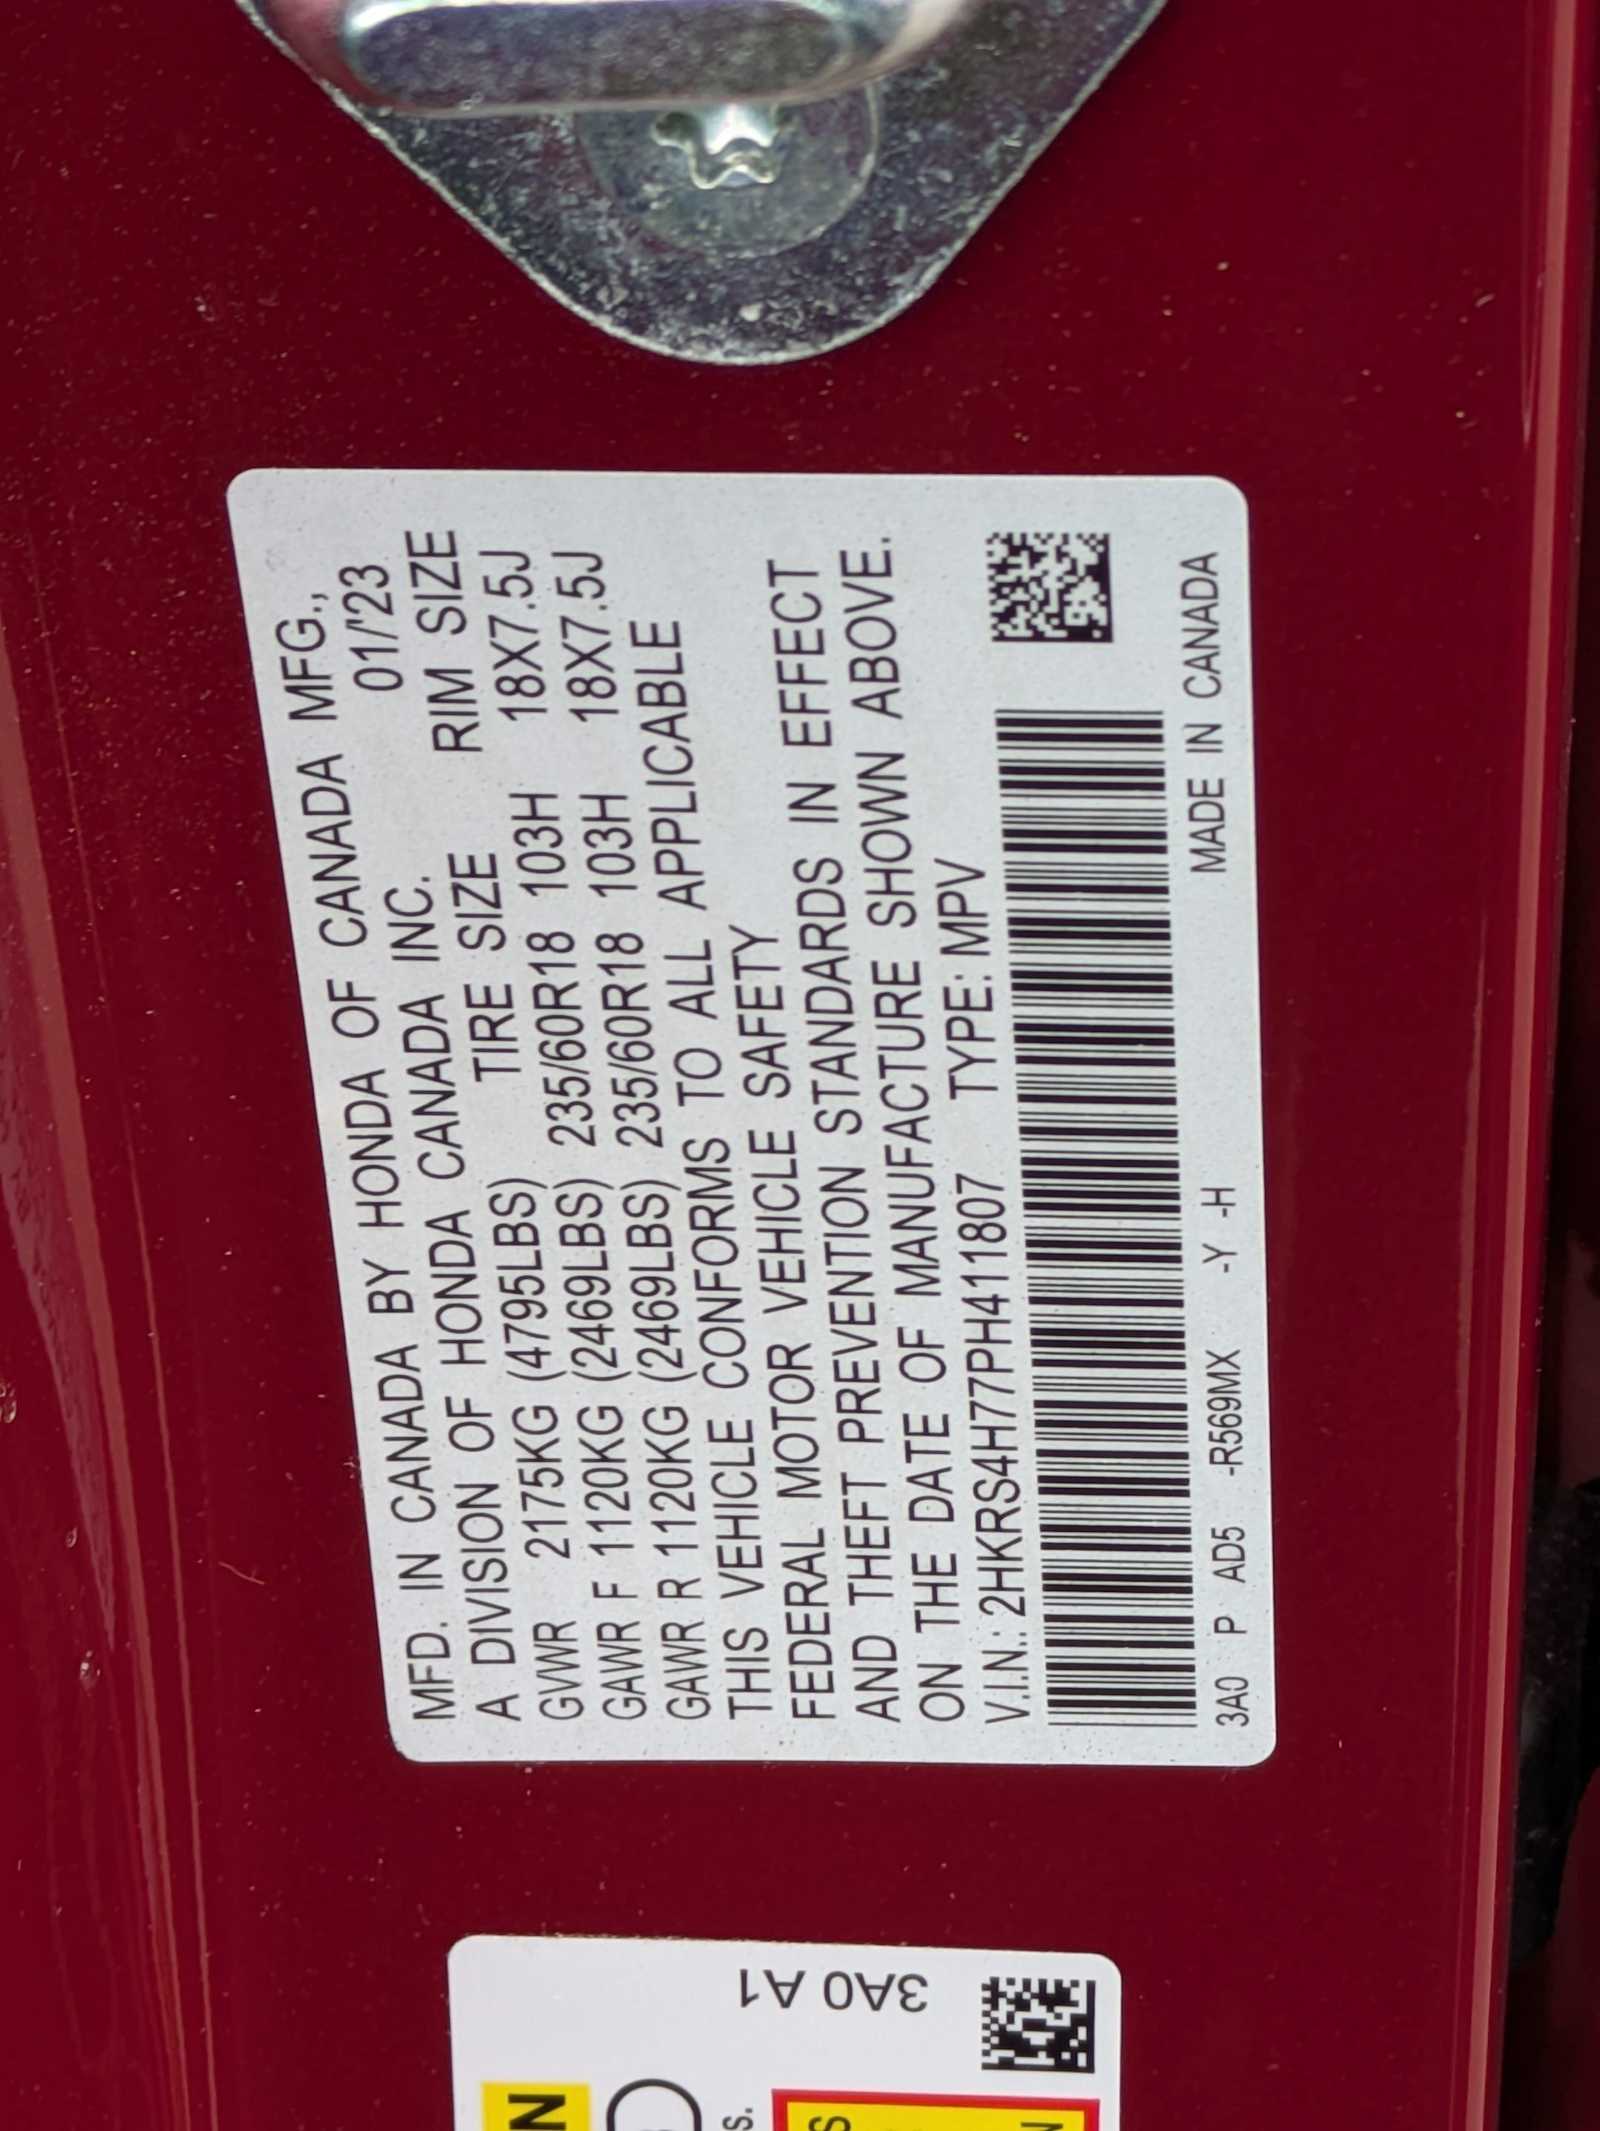 MFD. IN CANADA BY HONDA OF CANADA MFG.,
A DIVISION OF HONDA CANADA INC. 01/'23
TIRE SIZE RIM SIZE
GVWR 2175KG (4795LBS)
GAWR F 1120KG (2469LBS) 235/60R18 103H 18X7.5J
GAWR R 1120KG (2469LBS) 235/60R18 103H 18X7.5J
THIS VEHICLE CONFORMS TO ALL APPLICABLE
FEDERAL MOTOR VEHICLE SAFETY
AND THEFT PREVENTION STANDARDS IN EFFECT
ON THE DATE OF MANUFACTURE SHOWN ABOVE.
V.I.N.: 2HKRS4H77PH411807 TYPE: MPV
3A0 P AD5 -R569MX -Y -H MADE IN CANADA
3A0 A1